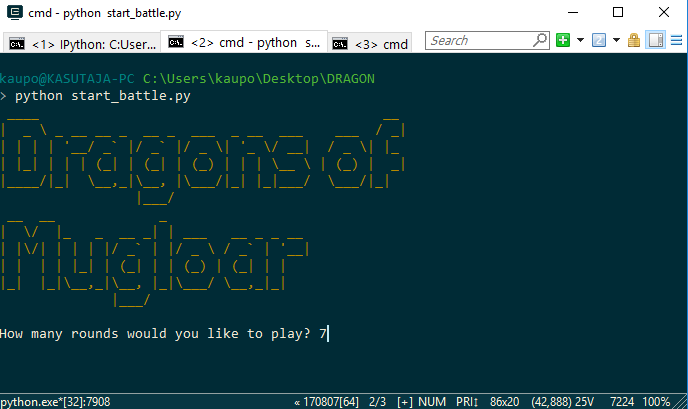 cmd - python start_battle.py
<1> IPython: C:User...
<2> cmd - python s...
<3> cmd
Search
kaupo@KASUTAJA-PC C:\Users\kaupo\Desktop\DRAGON
> python start_battle.py
Dragons of
Mugloar
How many rounds would you like to play? 7
python.exe*[32]:7908 « 170807[64] 2/3 [+] NUM PRI↕ 86x20 (42,888) 25V 7224 100%